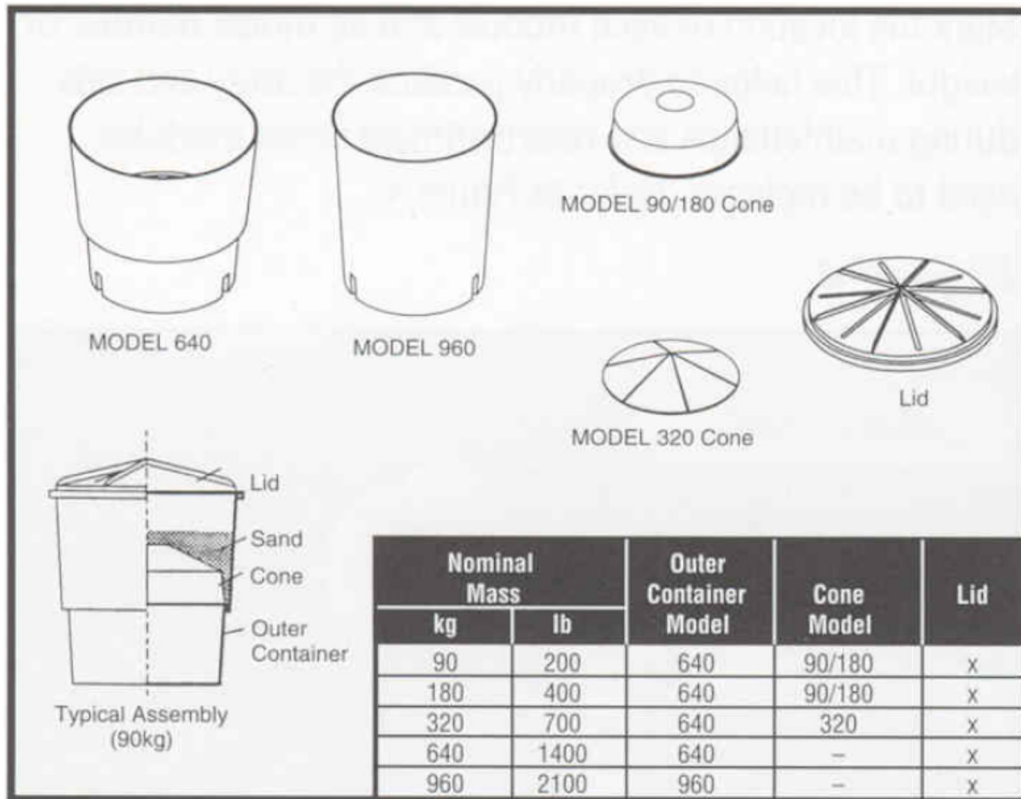 MODEL 640
MODEL 960
MODEL 90/180 Cone
MODEL 320 Cone
Lid
Lid
Sand
Cone
Outer
Container
Typical Assembly
(90kg)
Nominal Mass | Outer Container Model | Cone Model | Lid
kg | lb
90 | 200 | 640 | 90/180 | x
180 | 400 | 640 | 90/180 | x
320 | 700 | 640 | 320 | x
640 | 1400 | 640 | – | x
960 | 2100 | 960 | – | x